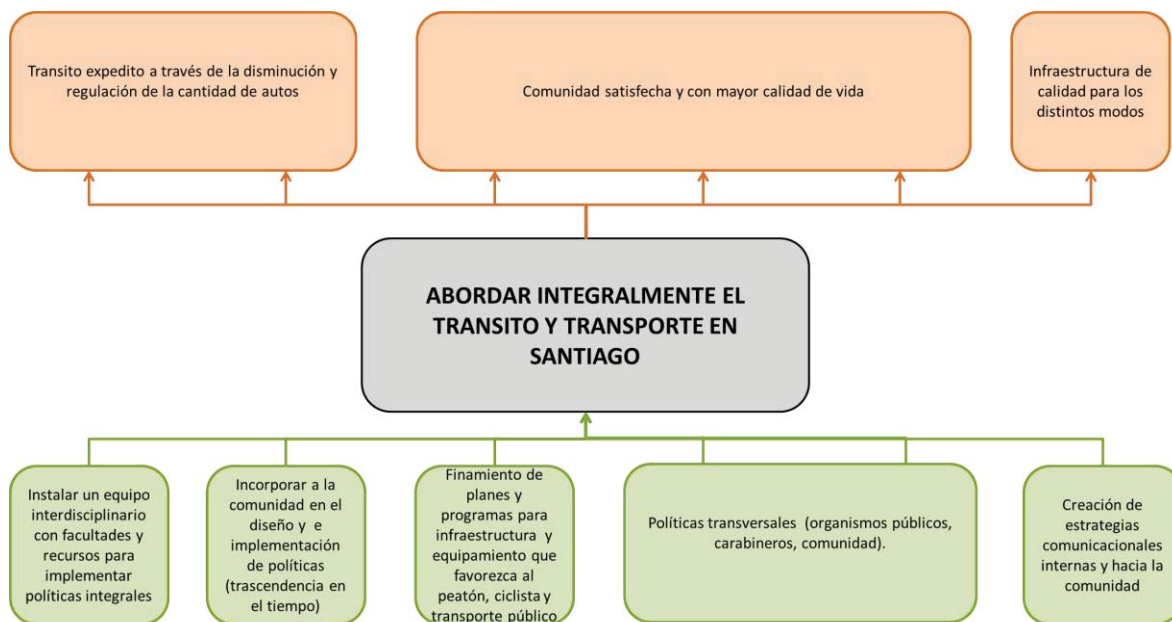 Transito expedito a través de la disminución y
regulación de la cantidad de autos
Comunidad satisfecha y con mayor calidad de vida
Infraestructura de
calidad para los
distintos modos
ABORDAR INTEGRALMENTE EL
TRANSITO Y TRANSPORTE EN
SANTIAGO
Instalar un equipo
interdisciplinario
con facultades y
recursos para
implementar
políticas integrales
Incorporar a la
comunidad en el
diseño y e
implementación
de políticas
(trascendencia en
el tiempo)
Finamiento de
planes y
programas para
infraestructura y
equipamiento que
favorezca al
peatón, ciclista y
transporte público
Políticas transversales (organismos públicos,
carabineros, comunidad).
Creación de
estrategias
comunicacionales
internas y hacia la
comunidad